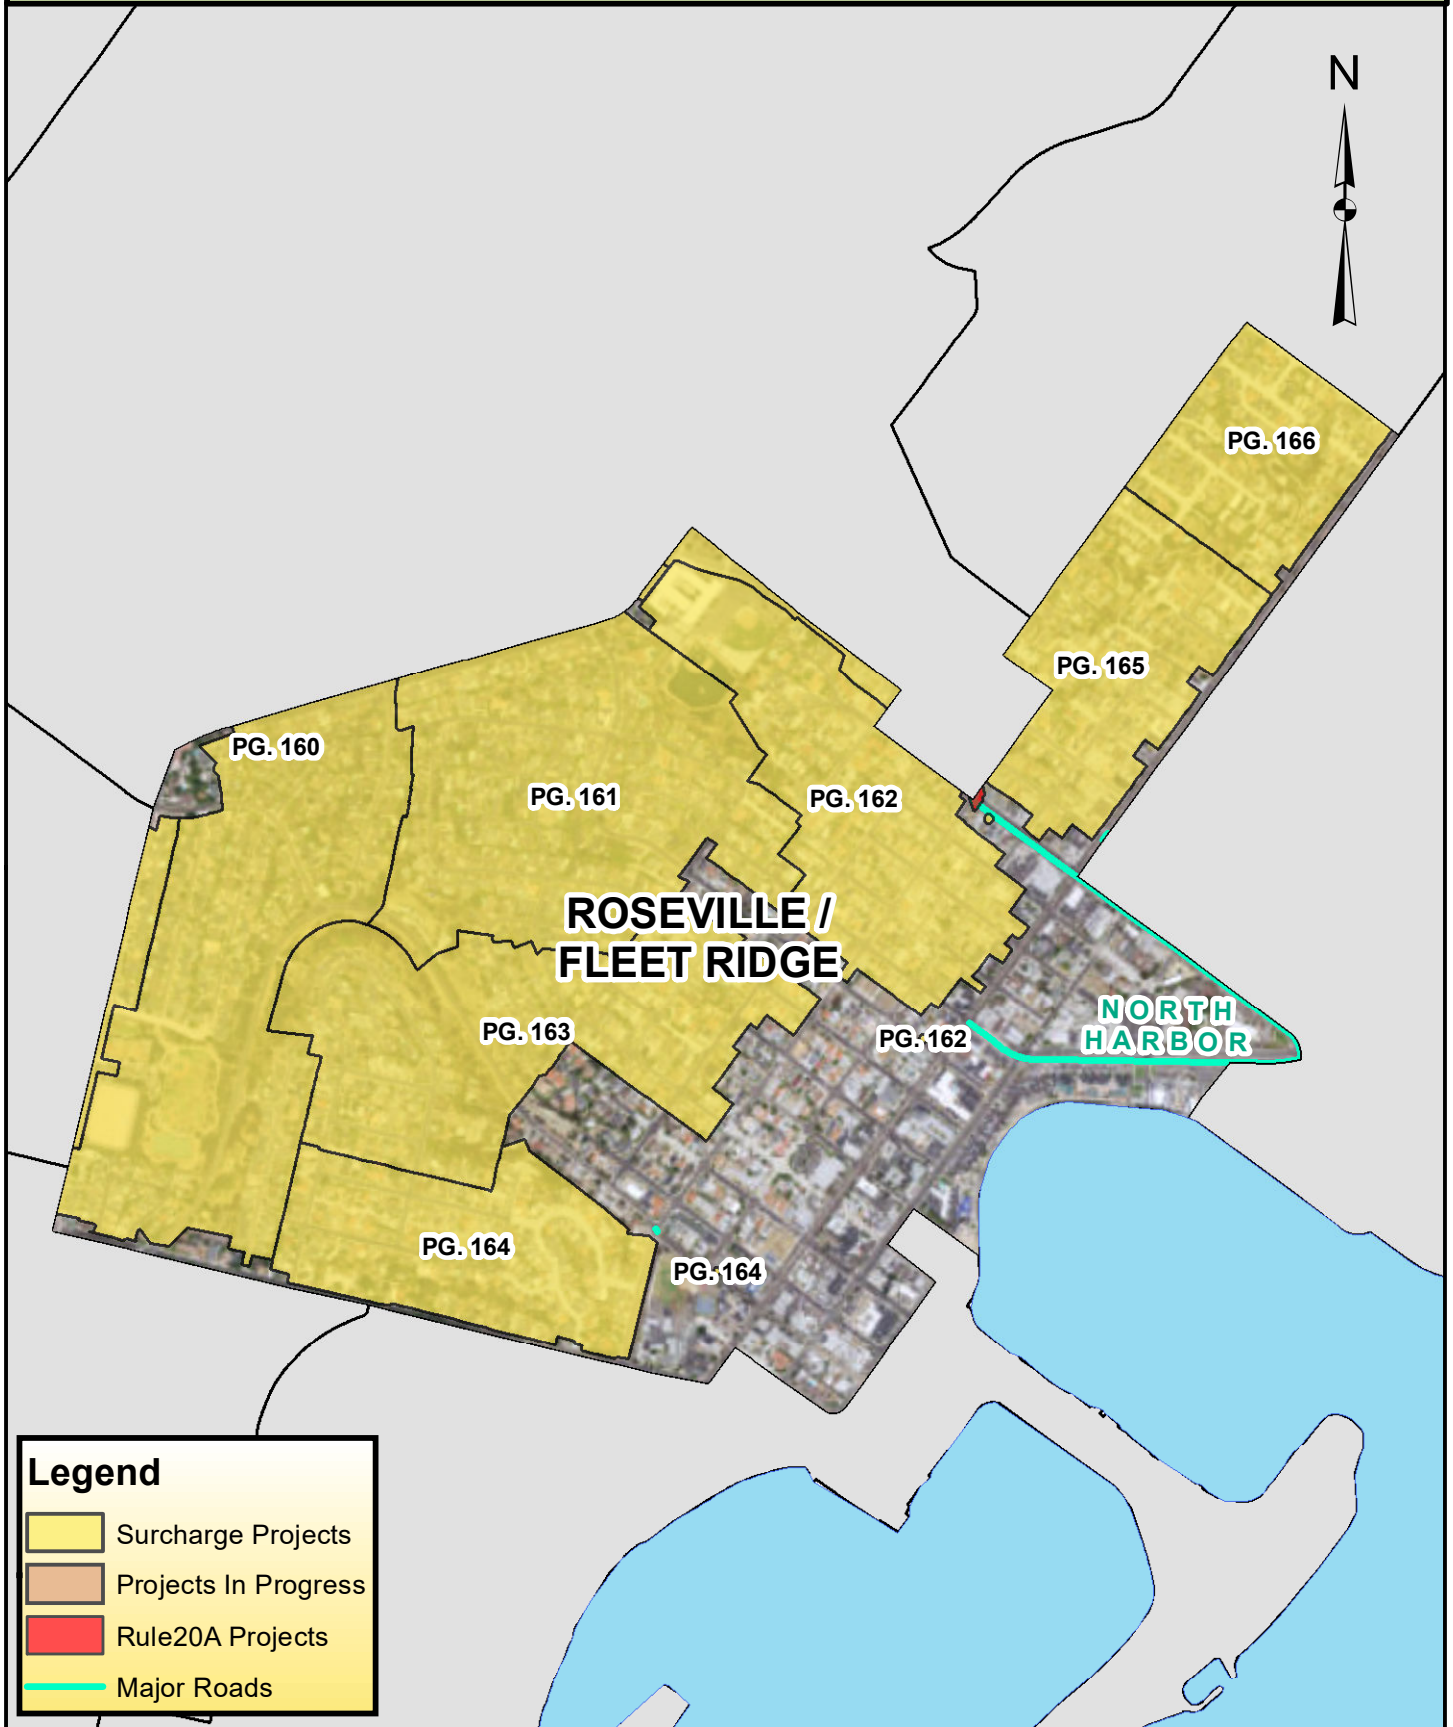 N
PG. 166
PG. 165
PG. 160
PG. 161
PG. 162
ROSEVILLE /
FLEET RIDGE
NORTH
HARBOR
PG. 163
PG. 162
PG. 164
PG. 164
Legend
Surcharge Projects
Projects In Progress
Rule20A Projects
Major Roads